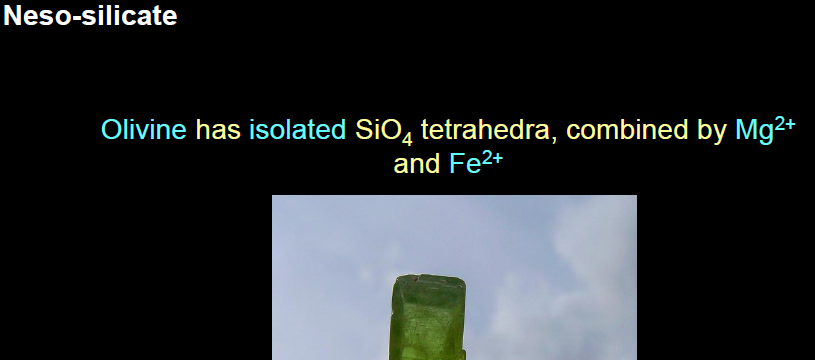 Neso-silicate
Olivine has isolated SiO₄ tetrahedra, combined by Mg²⁺
and Fe²⁺